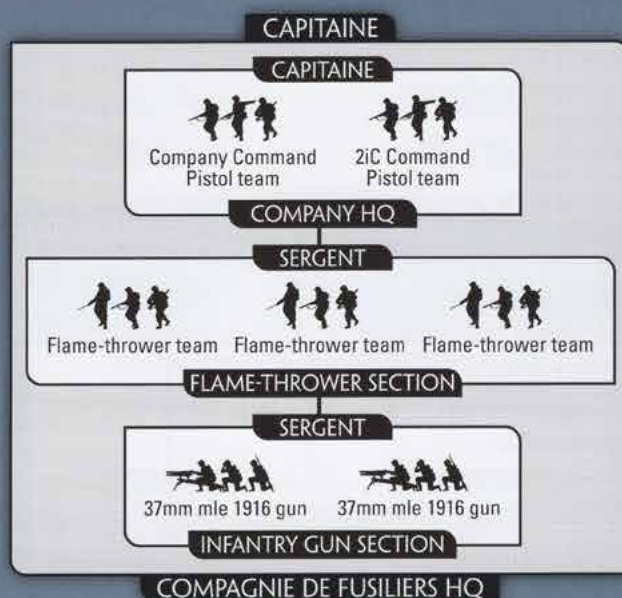 CAPITAINE
CAPITAINE
Company Command
Pistol team
2iC Command
Pistol team
COMPANY HQ
SERGENT
Flame-thrower team
Flame-thrower team
Flame-thrower team
FLAME-THROWER SECTION
SERGENT
37mm mle 1916 gun
37mm mle 1916 gun
INFANTRY GUN SECTION
COMPAGNIE DE FUSILIERS HQ